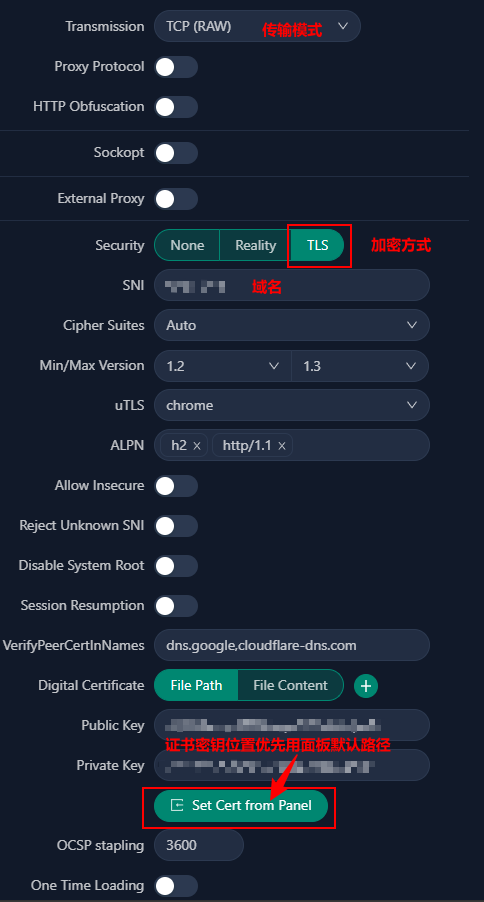 Transmission TCP (RAW) 传输模式
Proxy Protocol
HTTP Obfuscation
Sockopt
External Proxy
Security None Reality TLS 加密方式
SNI 域名
Cipher Suites Auto
Min/Max Version 1.2 1.3
uTLS chrome
ALPN h2 × http/1.1 ×
Allow Insecure
Reject Unknown SNI
Disable System Root
Session Resumption
VerifyPeerCertInNames dns.google,cloudflare-dns.com
Digital Certificate File Path File Content +
Public Key
证书密钥位置优先用面板默认路径
Private Key
Set Cert from Panel
OCSP stapling 3600
One Time Loading